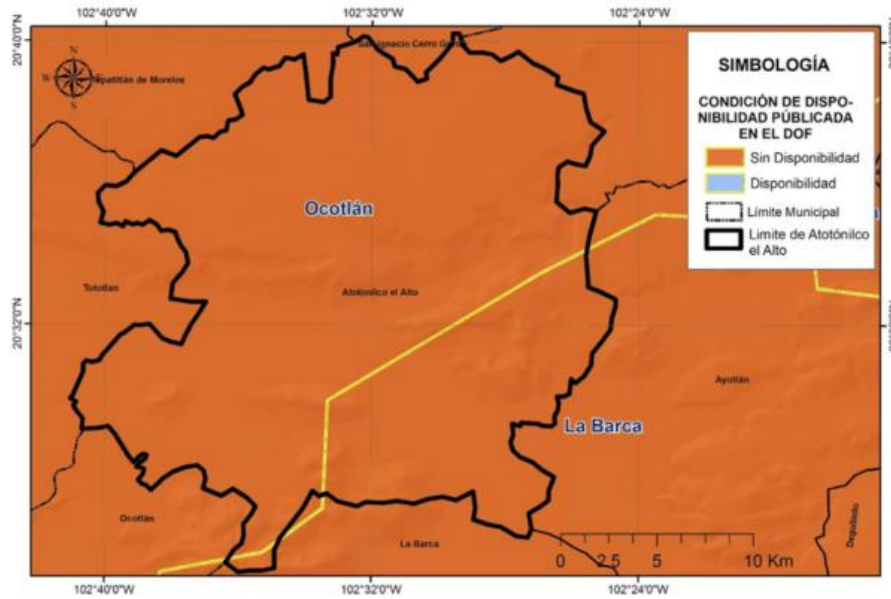 102°40'0"W
102°32'0"W
102°24'0"W
20°40'0"N
N
W
E
S
Tepatitlán de Morelos
San Ignacio Cerro Gordo
SIMBOLOGÍA
CONDICIÓN DE DISPO-
NIBILIDAD PÚBLICADA
EN EL DOF
Sin Disponibilidad
Disponibilidad
Límite Municipal
Limite de Atotónilco
el Alto
Ocotlán
Tototlan
Atotonilco el Alto
20°32'0"N
Ayotlán
La Barca
Ocotlán
La Barca
Degollado
0 2.5 5 10 Km
102°40'0"W
102°32'0"W
102°24'0"W